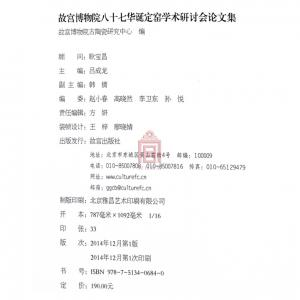 故宫博物院八十七华诞定窑学术研讨会论文集
故宫博物院古陶瓷研究中心 编
顾 问：耿宝昌
主 编：吕成龙
副 主 编：韩 倩
编 委：赵小春 高晓然 李卫东 孙 悦
责任编辑：方 妍
装帧设计：王 梓 廖晓婧
出版发行：故宫出版社
地址：北京市东城区景山前街4号 邮编：100009
电话：010-85007808 010-85007816 传真：010-65129479
网址：www.culturefc.cn
邮箱：ggcb@culturefc.cn
制版印刷：北京雅昌艺术印刷有限公司
开 本：787毫米×1092毫米 1/16
印 张：33
版 次：2014年12月第1版
2014年12月第1次印刷
书 号：ISBN 978-7-5134-0684-0
定 价：190.00元